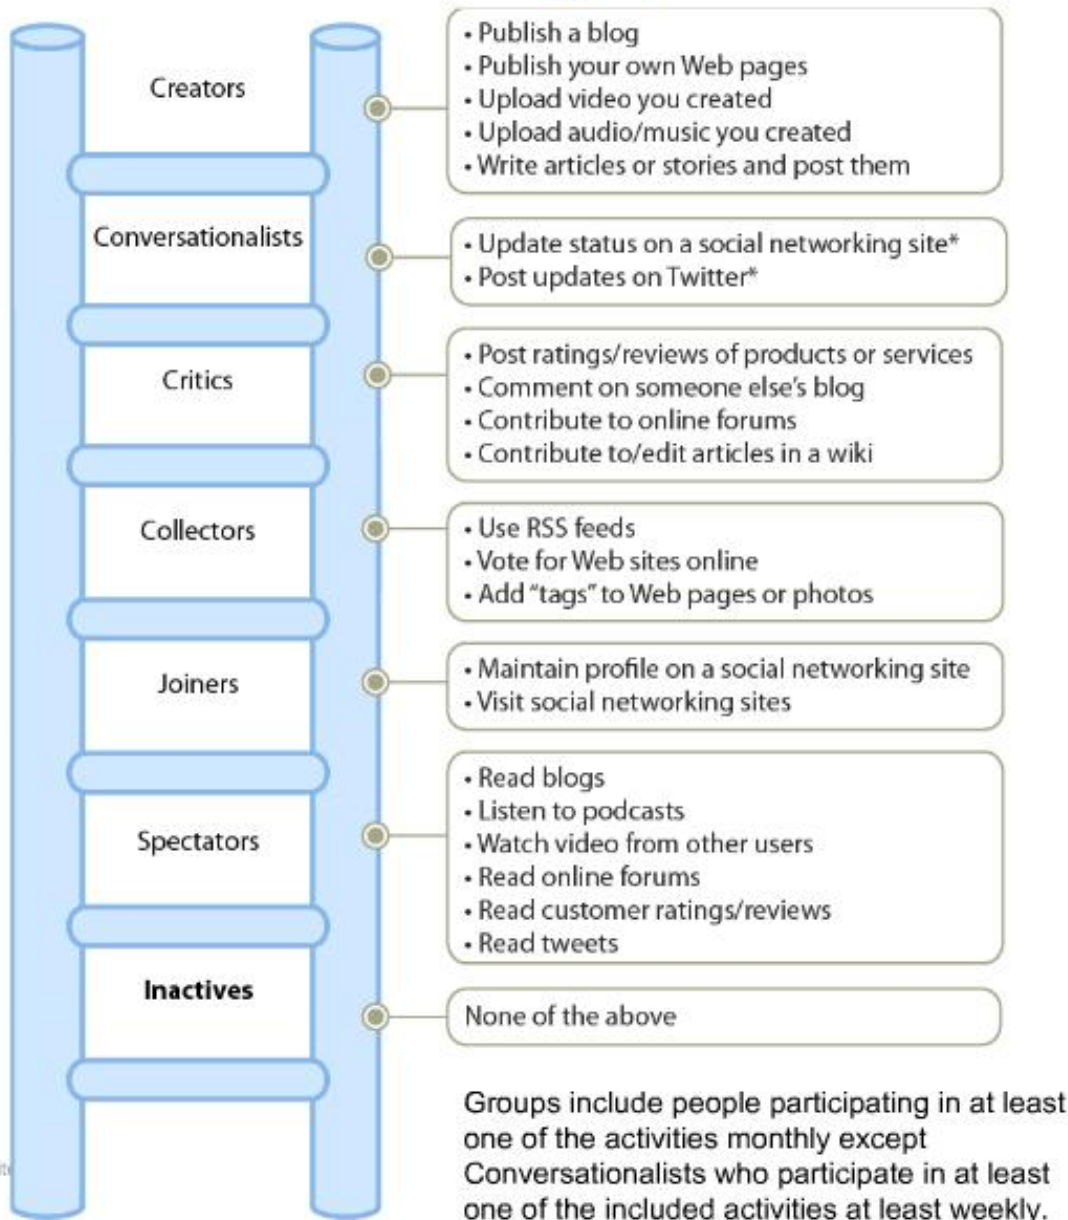 Creators
• Publish a blog
• Publish your own Web pages
• Upload video you created
• Upload audio/music you created
• Write articles or stories and post them
Conversationalists
• Update status on a social networking site*
• Post updates on Twitter*
Critics
• Post ratings/reviews of products or services
• Comment on someone else’s blog
• Contribute to online forums
• Contribute to/edit articles in a wiki
Collectors
• Use RSS feeds
• Vote for Web sites online
• Add “tags” to Web pages or photos
Joiners
• Maintain profile on a social networking site
• Visit social networking sites
Spectators
• Read blogs
• Listen to podcasts
• Watch video from other users
• Read online forums
• Read customer ratings/reviews
• Read tweets
Inactives
None of the above
Groups include people participating in at least
one of the activities monthly except
Conversationalists who participate in at least
one of the included activities at least weekly.